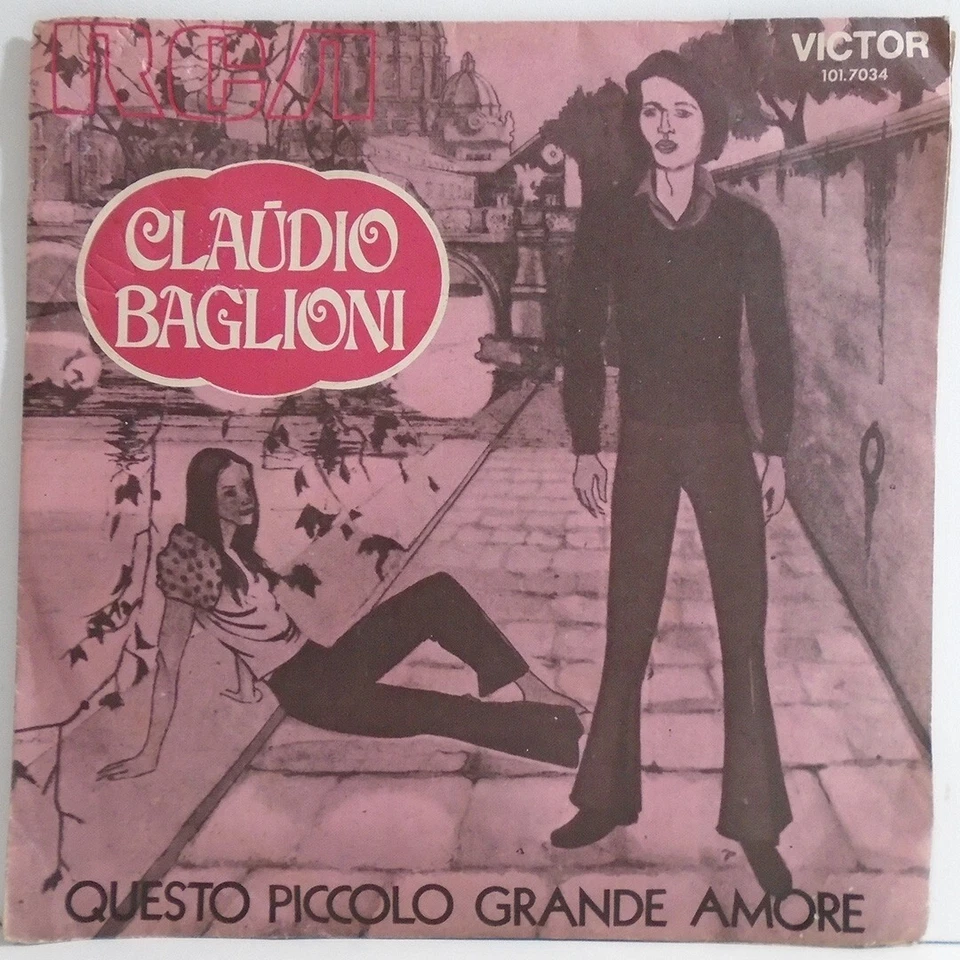 RCA
VICTOR
101.7034
CLAÚDIO
BAGLIONI
QUESTO PICCOLO GRANDE AMORE